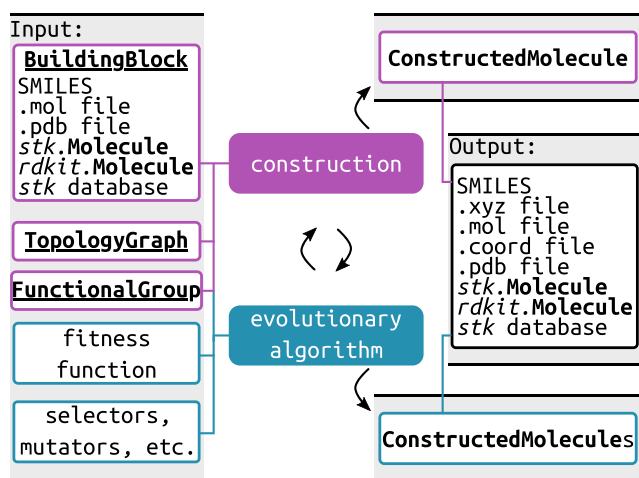 Input:
BuildingBlock
SMILES
.mol file
.pdb file
stk.Molecule
rdkit.Molecule
stk database
TopologyGraph
FunctionalGroup
fitness
function
selectors,
mutators, etc.
construction
evolutionary
algorithm
ConstructedMolecule
Output:
SMILES
.xyz file
.mol file
.coord file
.pdb file
stk.Molecule
rdkit.Molecule
stk database
ConstructedMolecules